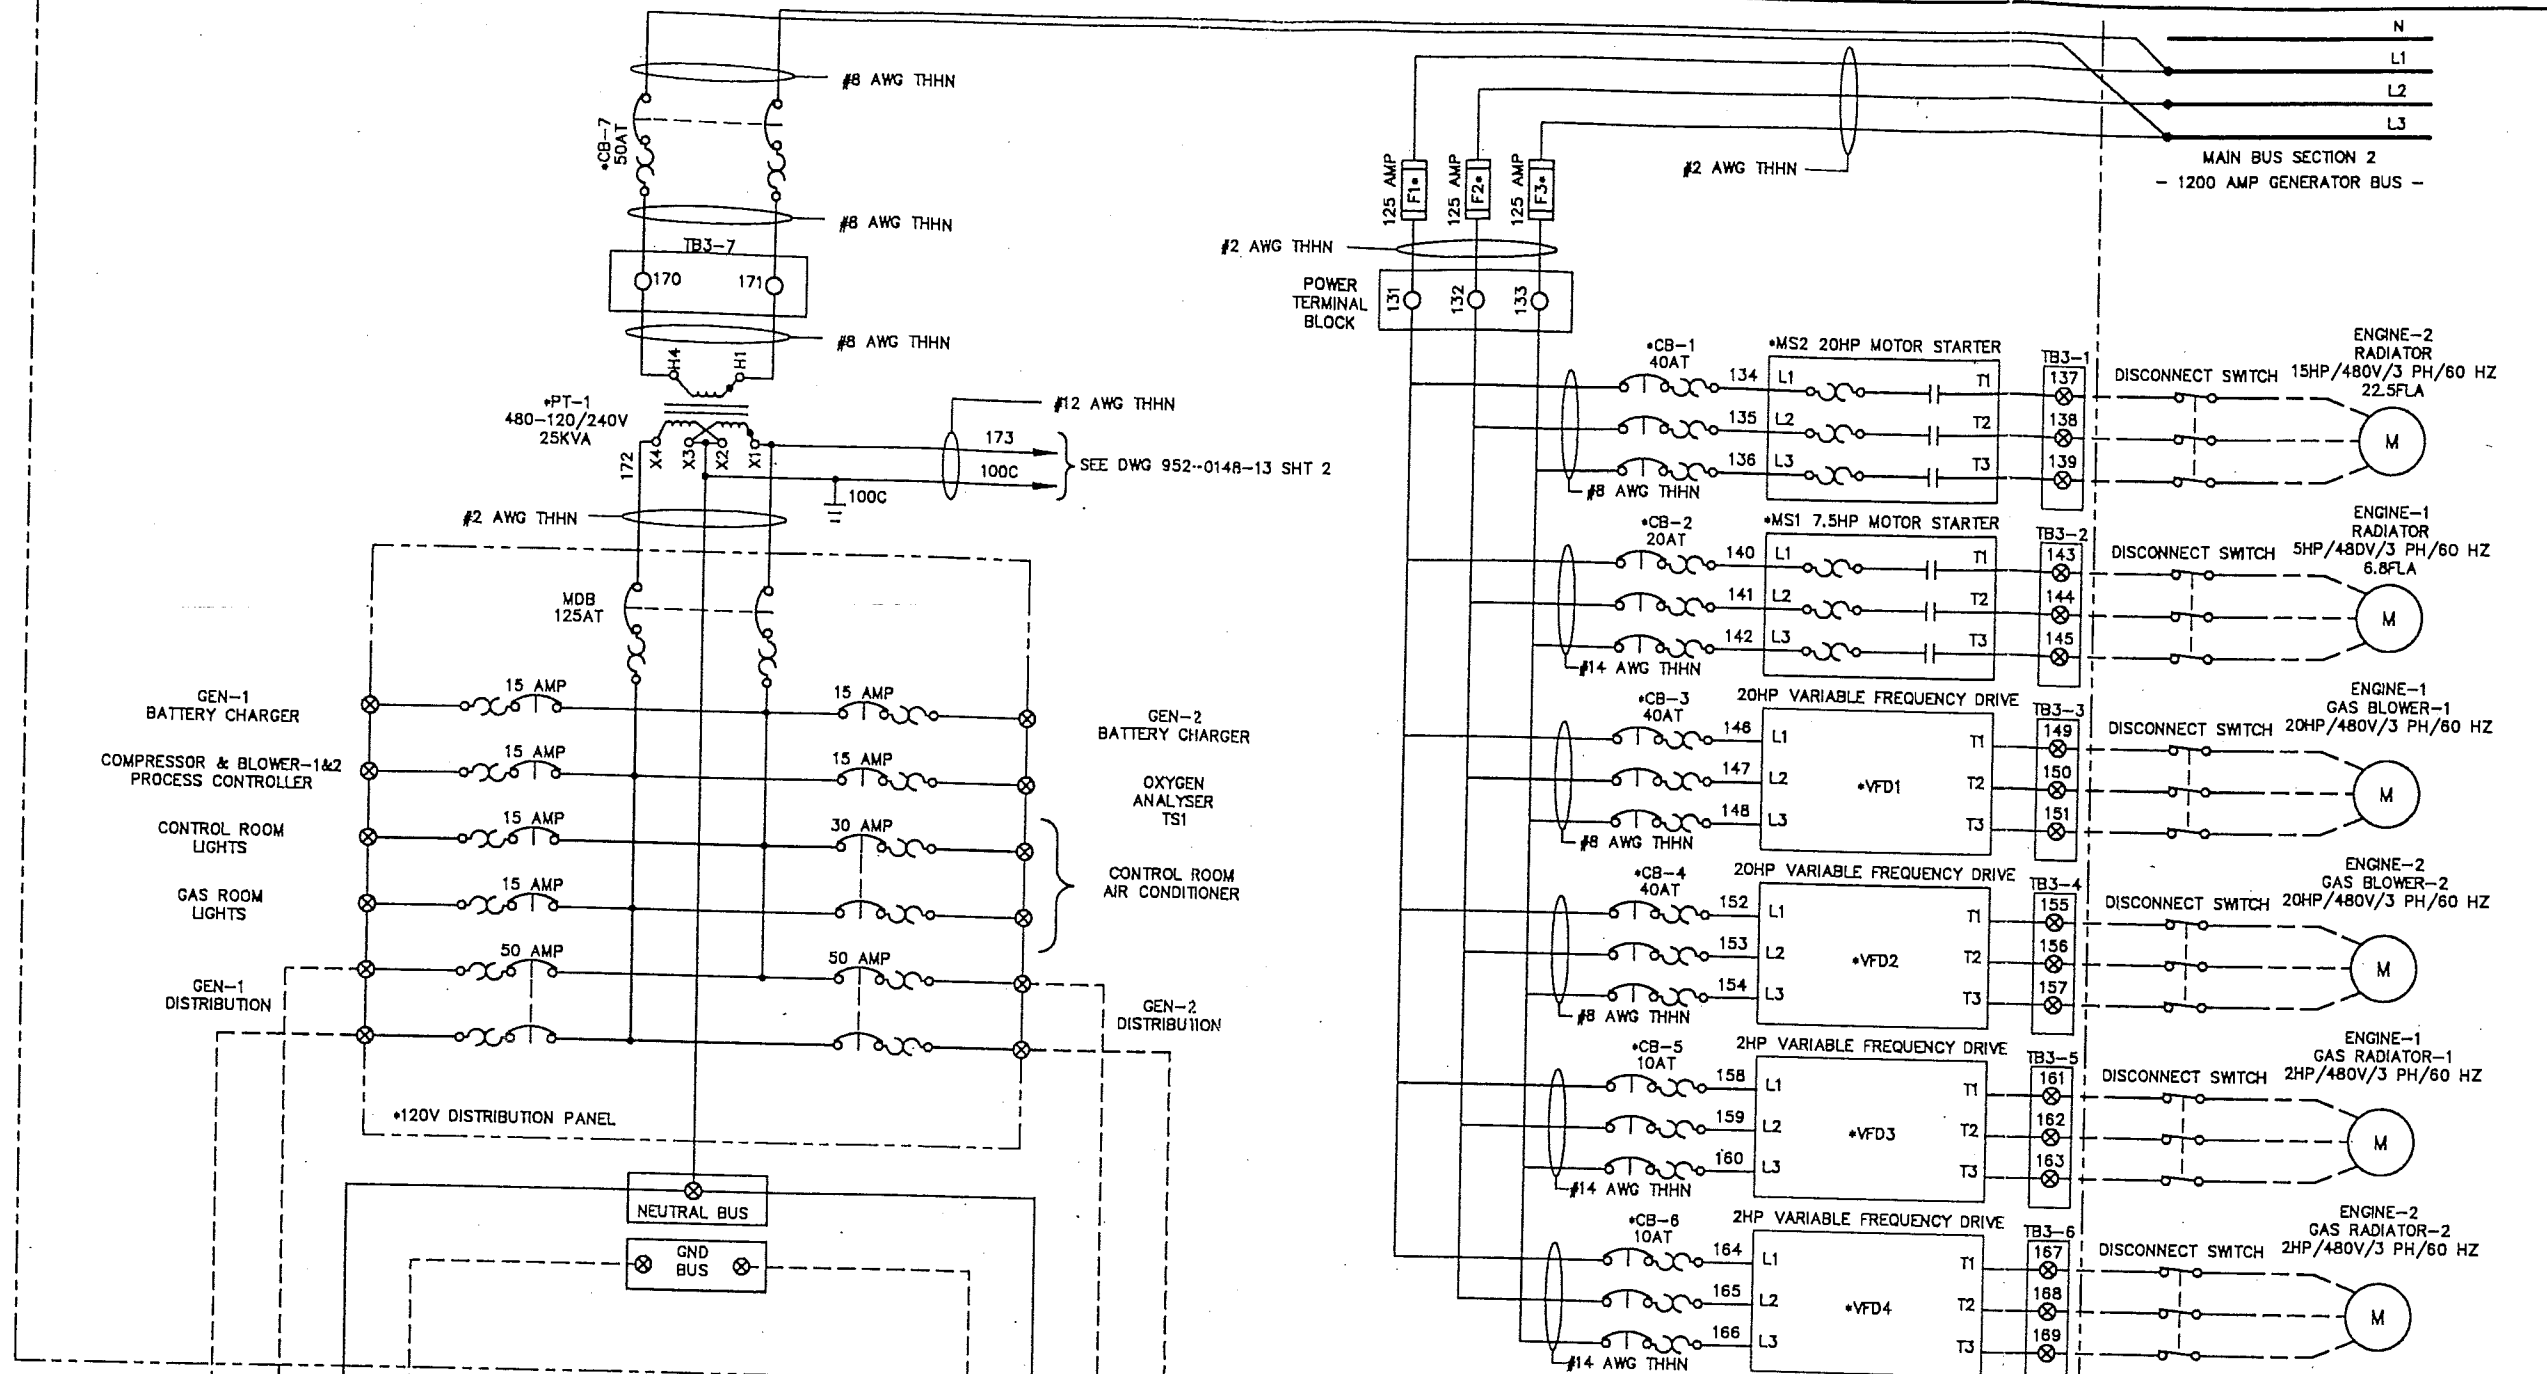 N
L1
L2
L3
MAIN BUS SECTION 2
- 1200 AMP GENERATOR BUS -
#8 AWG THHN
*CB-7
50AT
#8 AWG THHN
TB3-7
170
171
#8 AWG THHN
H4
H1
*PT-1
480-120/240V
25KVA
X4
X3
X2
X1
172
#12 AWG THHN
173
100C
SEE DWG 952--0148-13 SHT 2
100C
#2 AWG THHN
MDB
125AT
GEN-1
BATTERY CHARGER
15 AMP
15 AMP
GEN-2
BATTERY CHARGER
COMPRESSOR & BLOWER-1&2
PROCESS CONTROLLER
15 AMP
15 AMP
OXYGEN
ANALYSER
TS1
CONTROL ROOM
LIGHTS
15 AMP
30 AMP
CONTROL ROOM
AIR CONDITIONER
GAS ROOM
LIGHTS
15 AMP
50 AMP
50 AMP
GEN-1
DISTRIBUTION
GEN-2
DISTRIBUTION
*120V DISTRIBUTION PANEL
NEUTRAL BUS
GND
BUS
#2 AWG THHN
125 AMP
F1*
125 AMP
F2*
125 AMP
F3*
#2 AWG THHN
POWER
TERMINAL
BLOCK
131
132
133
*CB-1
40AT
134
135
136
#8 AWG THHN
*MS2 20HP MOTOR STARTER
L1
L2
L3
T1
T2
T3
TB3-1
137
138
139
DISCONNECT SWITCH
ENGINE-2
RADIATOR
15HP/480V/3 PH/60 HZ
22.5FLA
M
*CB-2
20AT
140
141
142
#14 AWG THHN
*MS1 7.5HP MOTOR STARTER
L1
L2
L3
T1
T2
T3
TB3-2
143
144
145
DISCONNECT SWITCH
ENGINE-1
RADIATOR
5HP/480V/3 PH/60 HZ
6.8FLA
M
*CB-3
40AT
146
147
148
#8 AWG THHN
20HP VARIABLE FREQUENCY DRIVE
L1
L2
L3
*VFD1
T1
T2
T3
TB3-3
149
150
151
DISCONNECT SWITCH
ENGINE-1
GAS BLOWER-1
20HP/480V/3 PH/60 HZ
M
*CB-4
40AT
152
153
154
#8 AWG THHN
20HP VARIABLE FREQUENCY DRIVE
L1
L2
L3
*VFD2
T1
T2
T3
TB3-4
155
156
157
DISCONNECT SWITCH
ENGINE-2
GAS BLOWER-2
20HP/480V/3 PH/60 HZ
M
*CB-5
10AT
158
159
160
#14 AWG THHN
2HP VARIABLE FREQUENCY DRIVE
L1
L2
L3
*VFD3
T1
T2
T3
TB3-5
161
162
163
DISCONNECT SWITCH
ENGINE-1
GAS RADIATOR-1
2HP/480V/3 PH/60 HZ
M
*CB-6
10AT
164
165
166
#14 AWG THHN
2HP VARIABLE FREQUENCY DRIVE
L1
L2
L3
*VFD4
T1
T2
T3
TB3-6
167
168
169
DISCONNECT SWITCH
ENGINE-2
GAS RADIATOR-2
2HP/480V/3 PH/60 HZ
M